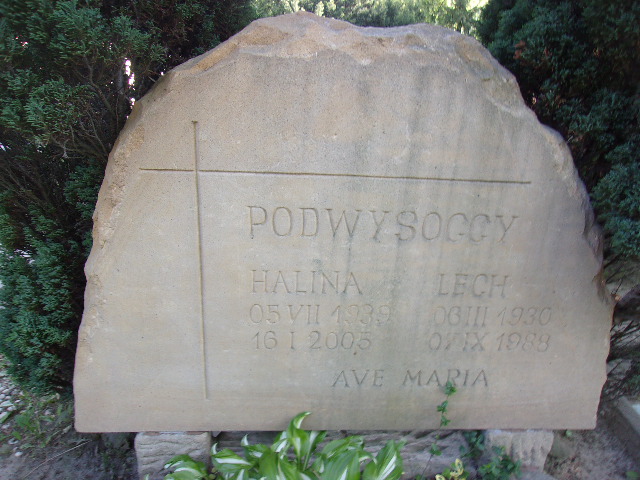 PODWYSOCCY
HALINA LECH
05 VII 1939 06 III 1930
16 I 2005 07 IX 1988
AVE MARIA